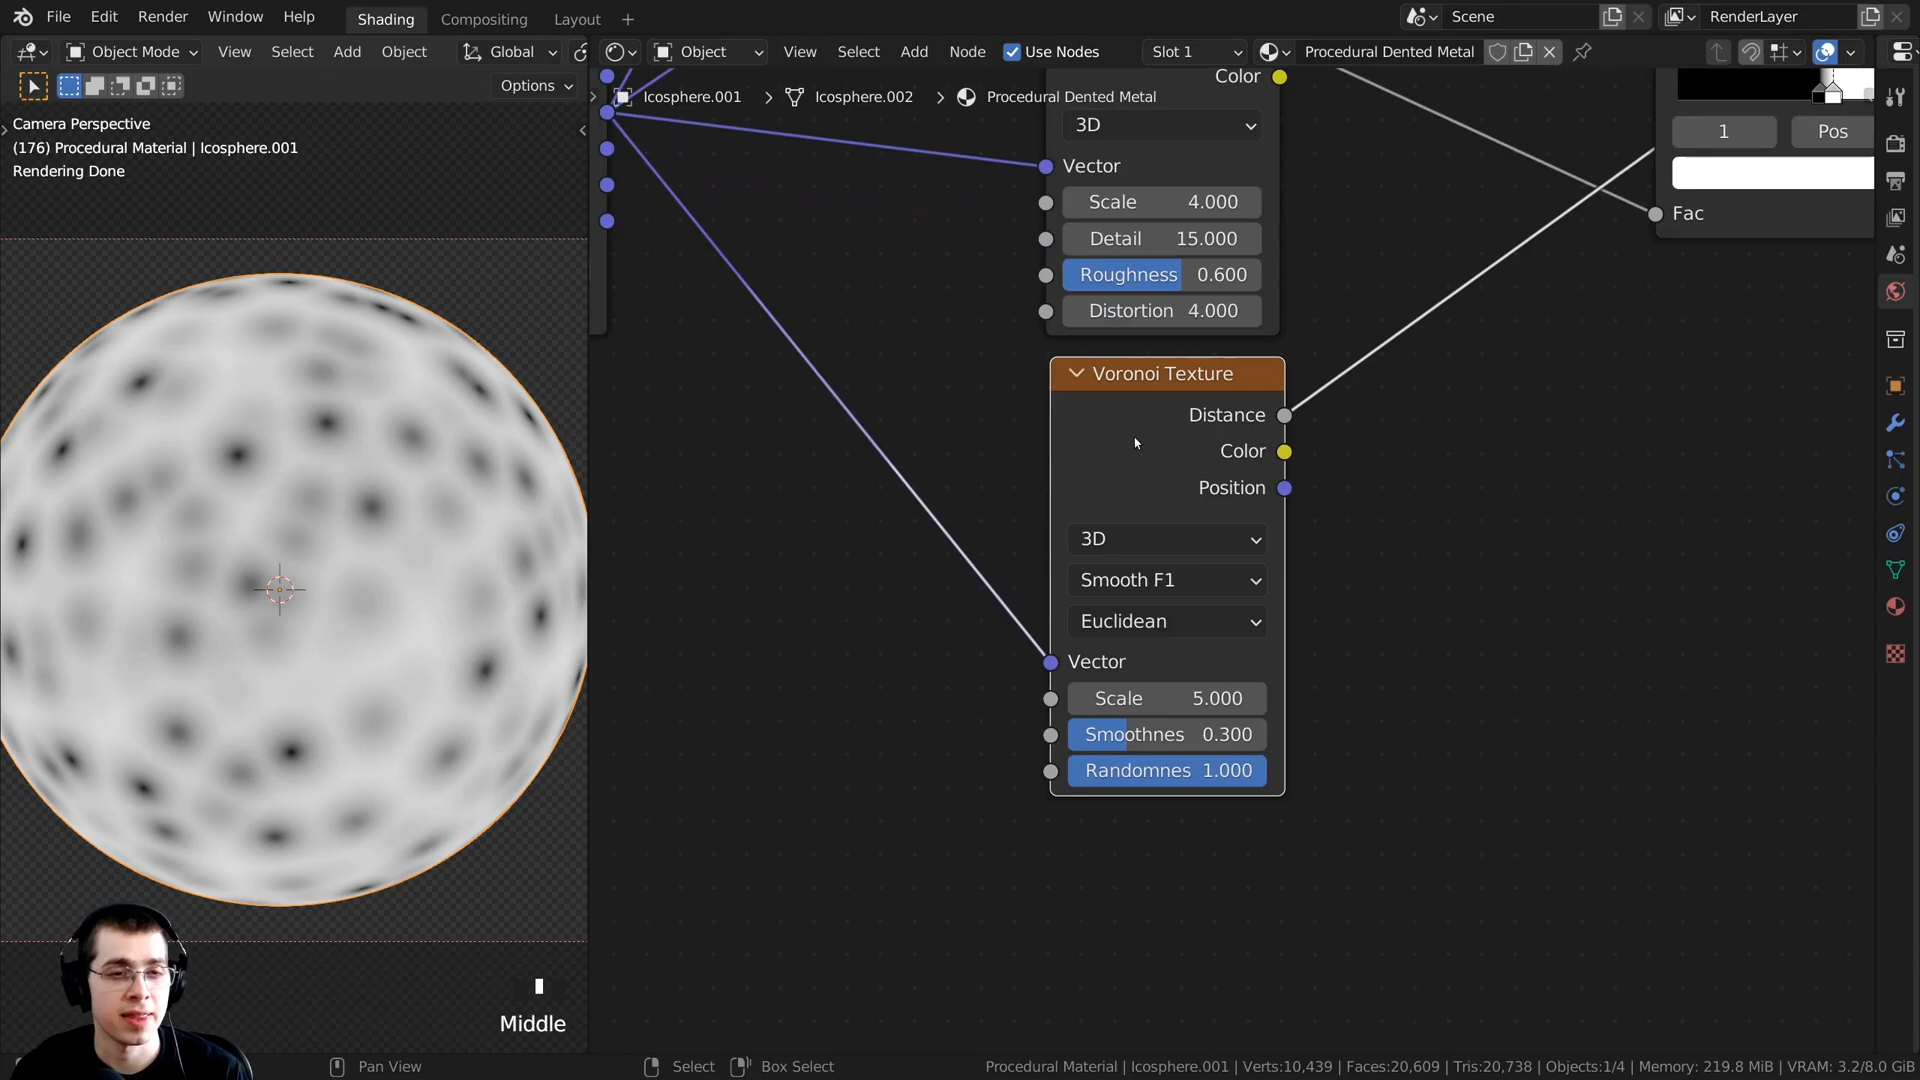 File Edit Render Window Help Shading Compositing Layout + Scene RenderLayer
Object Mode View Select Add Object Global Object View Select Add Node Use Nodes Slot 1 Procedural Dented Metal
Options
Icosphere.001 > Icosphere.002 > Procedural Dented Metal
Camera Perspective
(176) Procedural Material | Icosphere.001
Rendering Done
Color
3D
Vector
Scale 4.000
Detail 15.000
Roughness 0.600
Distortion 4.000
1 Pos
Fac
Voronoi Texture
Distance
Color
Position
3D
Smooth F1
Euclidean
Vector
Scale 5.000
Smoothnes 0.300
Randomnes 1.000
Middle
Pan View Select Box Select Procedural Material | Icosphere.001 | Verts:10,439 | Faces:20,609 | Tris:20,738 | Objects:1/4 | Memory: 219.8 MiB | VRAM: 3.2/8.0 GiB